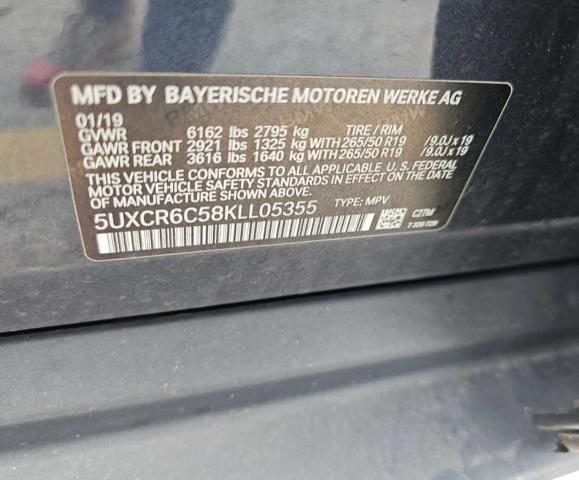 MFD BY BAYERISCHE MOTOREN WERKE AG
01/19
GVWR 6162 lbs 2795 kg TIRE / RIM
GAWR FRONT 2921 lbs 1325 kg WITH 265/50 R19 /9.0J x 19
GAWR REAR 3616 lbs 1640 kg WITH 265/50 R19 /9.0J x 19
THIS VEHICLE CONFORMS TO ALL APPLICABLE U.S. FEDERAL
MOTOR VEHICLE SAFETY STANDARDS IN EFFECT ON THE DATE OF
MANUFACTURE SHOWN ABOVE.
5UXCR6C58KLL05355 TYPE: MPV C27M